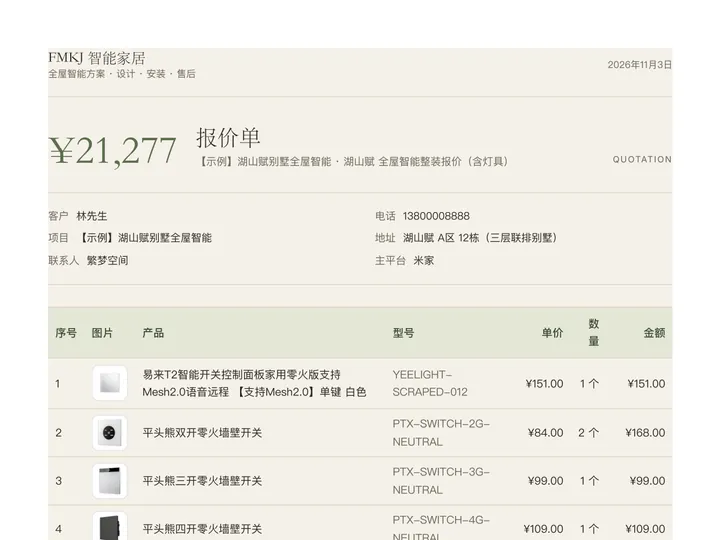 FMKJ 智能家居
全屋智能方案 · 设计 · 安装 · 售后
2026年11月3日
¥21,277
报价单
【示例】湖山赋别墅全屋智能 · 湖山赋 全屋智能整装报价（含灯具）
QUOTATION
客户 林先生
电话 13800008888
项目 【示例】湖山赋别墅全屋智能
地址 湖山赋 A区 12栋（三层联排别墅）
联系人 繁梦空间
主平台 米家
序号 图片 产品 型号 单价 数量 金额
1 易来T2智能开关控制面板家用零火版支持 YEELIGHT- ¥151.00 1 个 ¥151.00
Mesh2.0语音远程 【支持Mesh2.0】单键 白色 SCRAPED-012
2 平头熊双开零火墙壁开关 PTX-SWITCH-2G- ¥84.00 2 个 ¥168.00
NEUTRAL
3 平头熊三开零火墙壁开关 PTX-SWITCH-3G- ¥99.00 1 个 ¥99.00
NEUTRAL
4 平头熊四开零火墙壁开关 PTX-SWITCH-4G- ¥109.00 1 个 ¥109.00
NEUTRAL